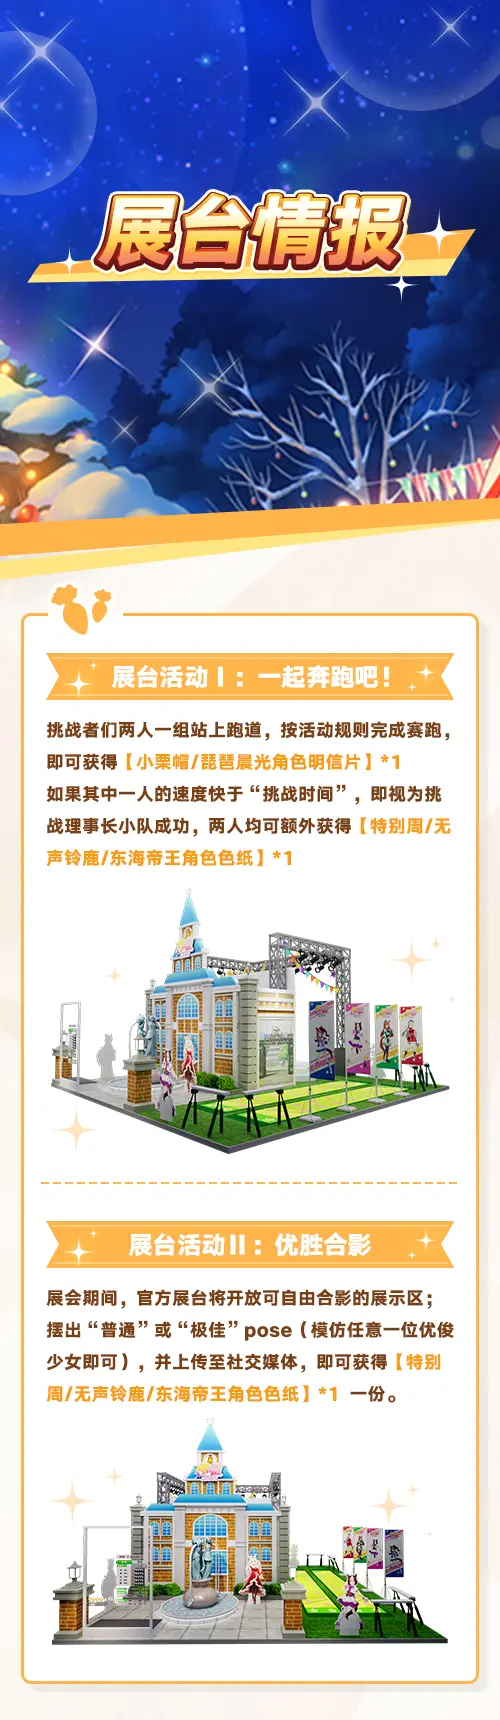 展台情报
展台活动Ⅰ：一起奔跑吧！
挑战者们两人一组站上跑道，按活动规则完成赛跑，
即可获得【小栗帽/琵琶晨光角色明信片】*1
如果其中一人的速度快于“挑战时间”，即视为挑
战理事长小队成功，两人均可额外获得【特别周/无
声铃鹿/东海帝王角色色纸】*1
展台活动Ⅱ：优胜合影
展会期间，官方展台将开放可自由合影的展示区；
摆出“普通”或“极佳”pose（模仿任意一位优俊
少女即可），并上传至社交媒体，即可获得【特别
周/无声铃鹿/东海帝王角色色纸】*1 一份。